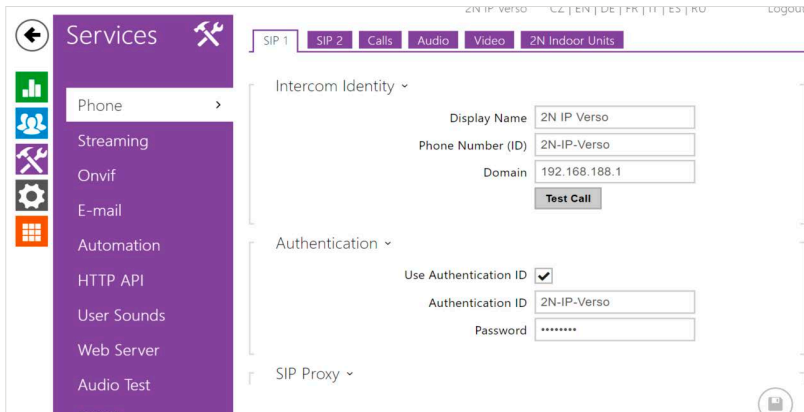 2N IP Verso CZ | EN | DE | FR | IT | ES | RU Logout
Services
SIP 1 SIP 2 Calls Audio Video 2N Indoor Units
Phone
Streaming
Onvif
E-mail
Automation
HTTP API
User Sounds
Web Server
Audio Test
Intercom Identity
Display Name 2N IP Verso
Phone Number (ID) 2N-IP-Verso
Domain 192.168.188.1
Test Call
Authentication
Use Authentication ID
Authentication ID 2N-IP-Verso
Password ••••••••
SIP Proxy